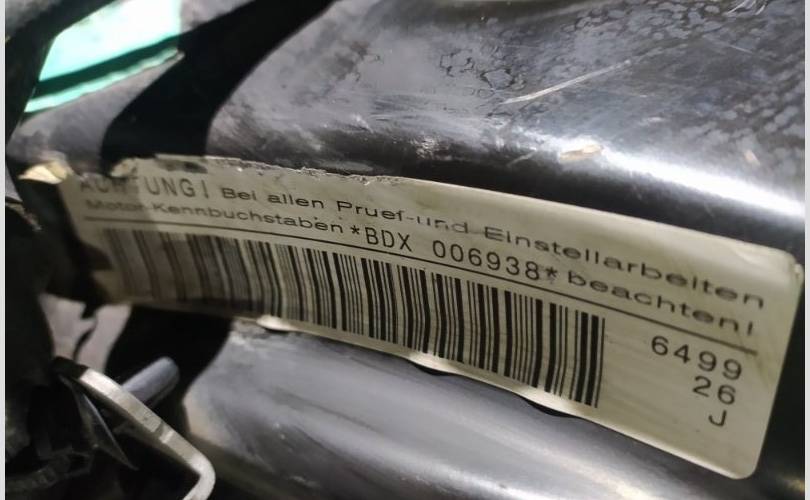 ACHTUNG! Bei allen Pruef-und Einstellarbeiten
Motor-Kennbuchstaben *BDX 006938* beachten!
6499
26
J